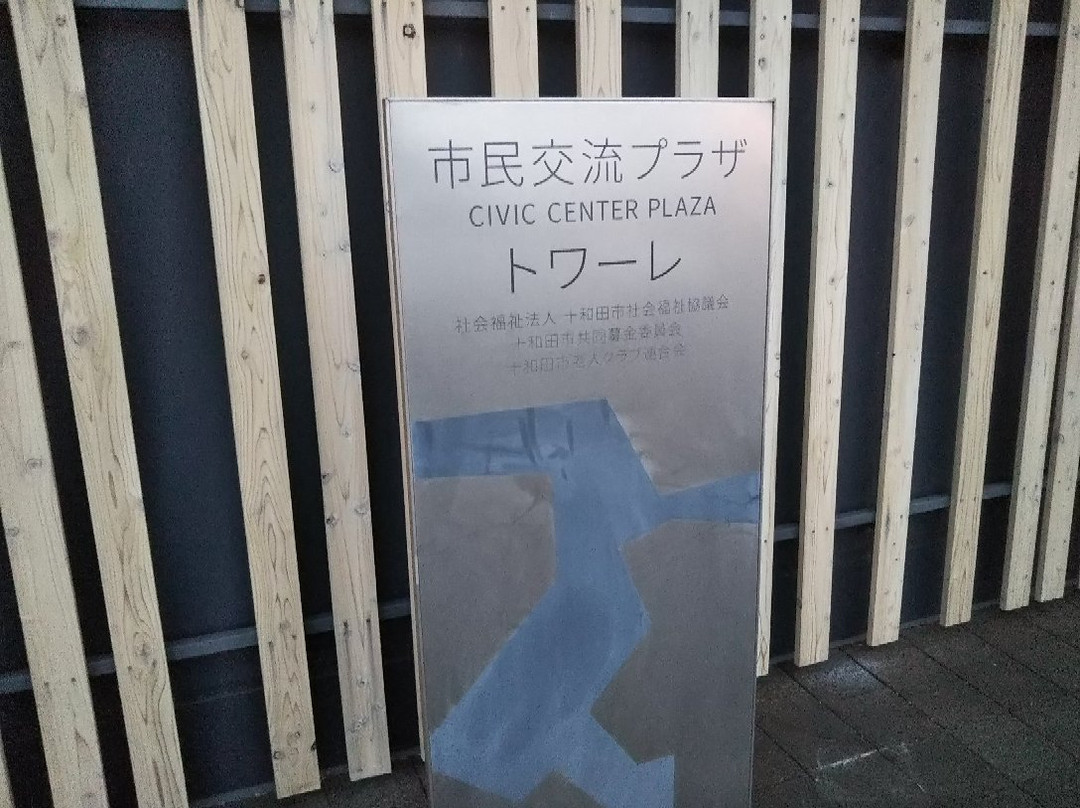 市民交流プラザ
CIVIC CENTER PLAZA
トワーレ
社会福祉法人 十和田市社会福祉協議会
十和田市共同募金委員会
十和田市老人クラブ連合会